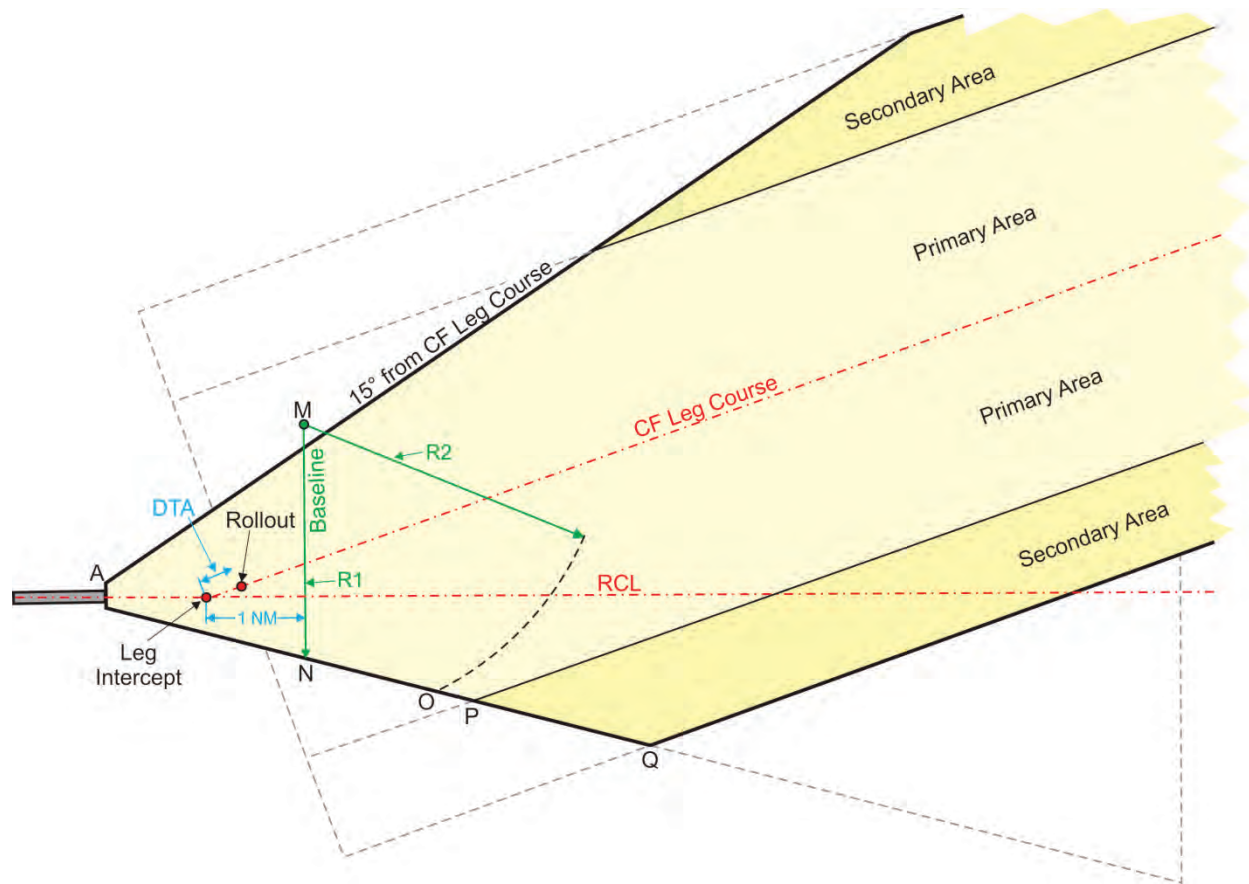 Secondary Area
Primary Area
15° from CF Leg Course
CF Leg Course
Primary Area
M
R2
Baseline
DTA
Rollout
Secondary Area
A
R1
RCL
1 NM
Leg
Intercept
N
O
P
Q